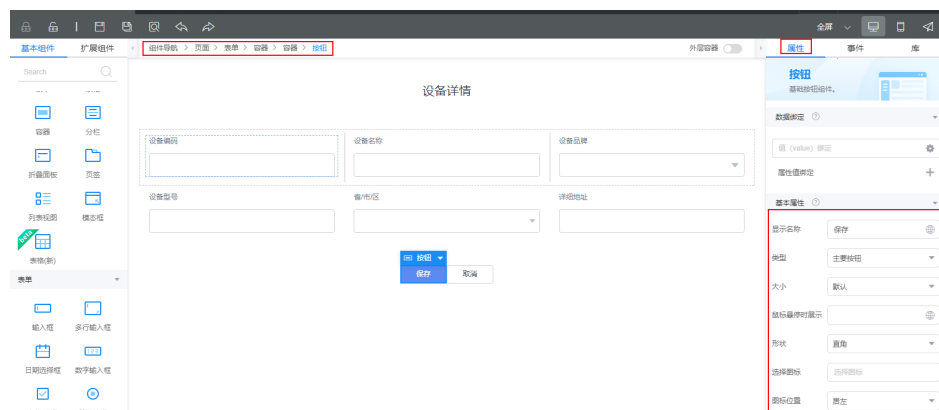 全屏
基本组件 扩展组件
组件导航 > 页面 > 表单 > 容器 > 容器 > 按钮
外层容器
属性 事件 库
Search
容器 分栏
折叠面板 页签
列表视图 模态框
beta
表格(新)
表单
输入框 多行输入框
日期选择框 数字输入框
设备详情
设备编码 设备名称 设备品牌
设备型号 省/市/区 详细地址
按钮
保存 取消
按钮
基础按钮组件。
数据绑定
值 (value) 绑定
属性值绑定
基本属性
显示名称 保存
类型 主要按钮
大小 默认
鼠标悬停时展示
形状 直角
选择图标 选择图标
图标位置 居左